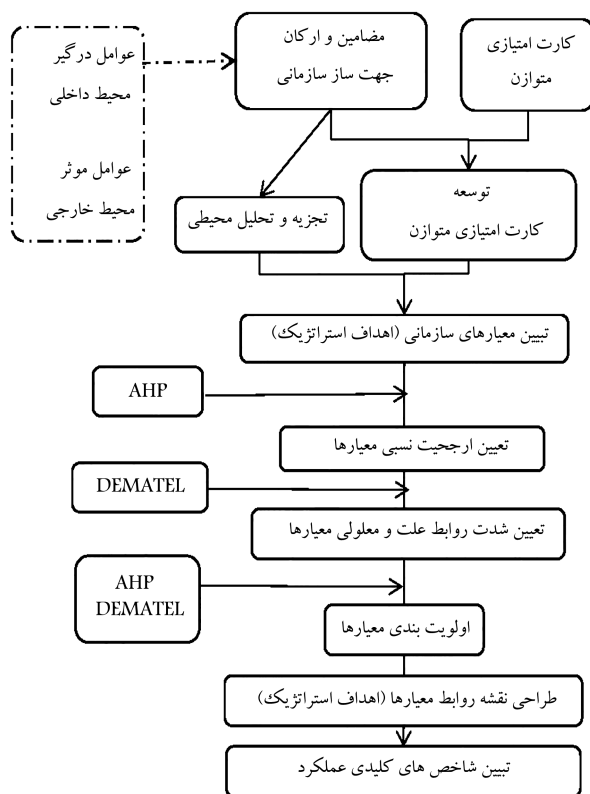 کارت امتیازی
متوازن
مضامین و ارکان
جهت ساز سازمانی
عوامل درگیر
محیط داخلی
عوامل موثر
محیط خارجی
توسعه
کارت امتیازی متوازن
تجزیه و تحلیل محیطی
تبیین معیارهای سازمانی (اهداف استراتژیک)
AHP
تعیین ارجحیت نسبی معیارها
DEMATEL
تعیین شدت روابط علت و معلولی معیارها
AHP
DEMATEL
اولویت بندی معیارها
طراحی نقشه روابط معیارها (اهداف استراتژیک)
تبیین شاخص های کلیدی عملکرد